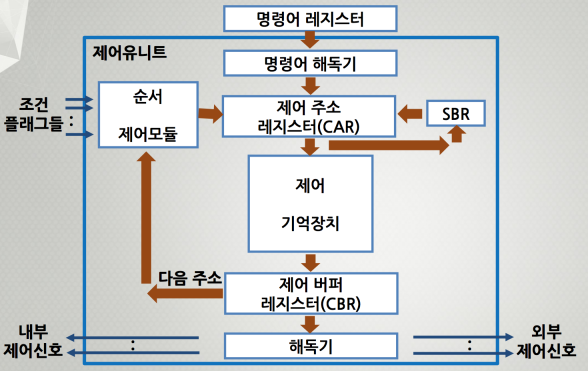 명령어 레지스터
제어유니트
명령어 해독기
조건
플래그들 :
순서
제어모듈
제어 주소
레지스터(CAR)
SBR
제어
기억장치
다음 주소
제어 버퍼
레지스터(CBR)
내부
제어신호
:
해독기
:
외부
제어신호